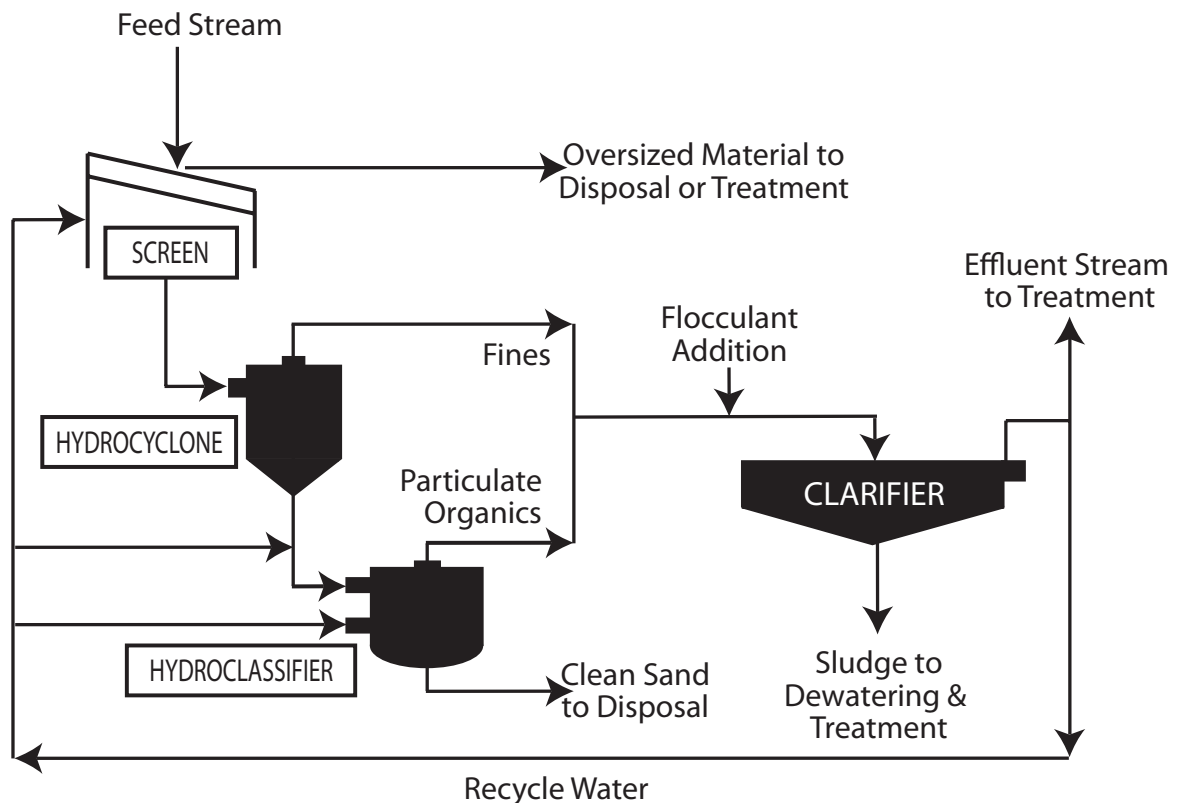 Feed Stream
Oversized Material to
Disposal or Treatment
SCREEN
Effluent Stream
to Treatment
Flocculant
Addition
Fines
HYDROCYCLONE
Particulate
Organics
CLARIFIER
HYDROCLASSIFIER
Clean Sand
to Disposal
Sludge to
Dewatering &
Treatment
Recycle Water